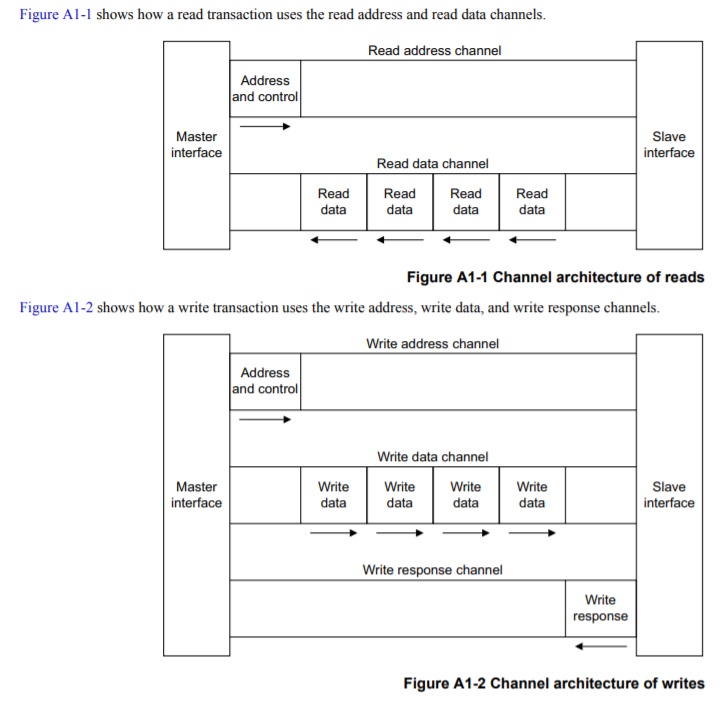 Figure A1-1 shows how a read transaction uses the read address and read data channels.
Read address channel
Address
and control
Master
interface
Slave
interface
Read data channel
Read
data
Read
data
Read
data
Read
data
Figure A1-1 Channel architecture of reads
Figure A1-2 shows how a write transaction uses the write address, write data, and write response channels.
Write address channel
Address
and control
Write data channel
Master
interface
Write
data
Write
data
Write
data
Write
data
Slave
interface
Write response channel
Write
response
Figure A1-2 Channel architecture of writes